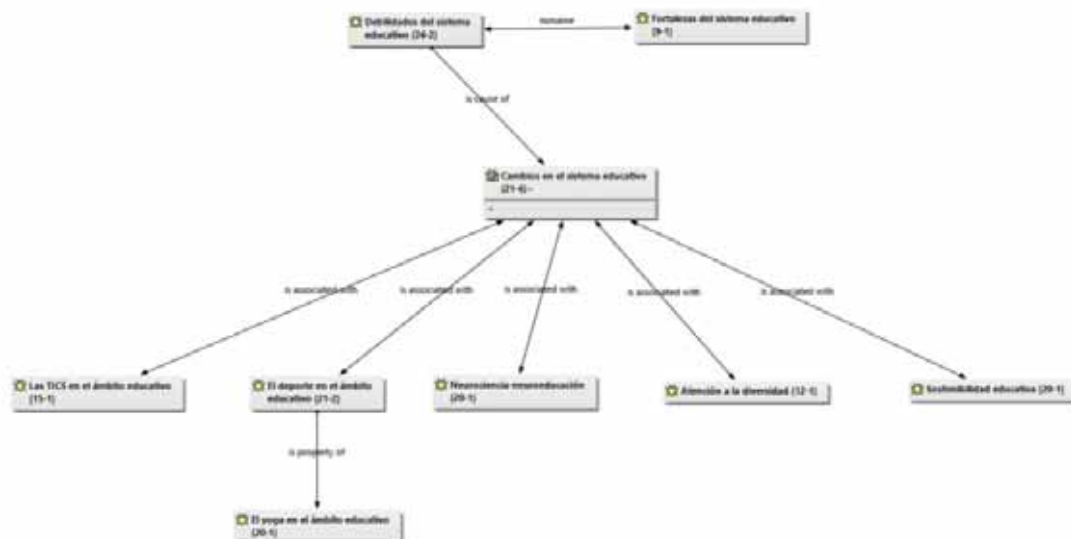 Debilidades del sistema
educativo {24-2}
noname
Fortalezas del sistema educativo
{9-1}
is cause of
Cambios en el sistema educativo
{21-6}~
is associated with
is associated with
is associated with
is associated with
is associated with
Las TICS en el ámbito educativo
{15-1}
El deporte en el ámbito
educativo {21-2}
Neurociencia-neuroeducación
{20-1}
Atención a la diversidad {12-1}
Sostenibilidad educativa {20-1}
is property of
El yoga en el ámbito educativo
{20-1}